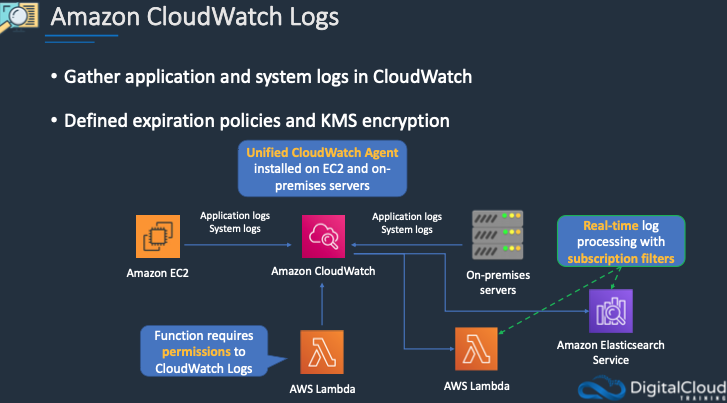 Amazon CloudWatch Logs
• Gather application and system logs in CloudWatch
• Defined expiration policies and KMS encryption
Unified CloudWatch Agent
installed on EC2 and on-
premises servers
Application logs
System logs
Application logs
System logs
Real-time log
processing with
subscription filters
Amazon EC2
Amazon CloudWatch
On-premises
servers
Function requires
permissions to
CloudWatch Logs
AWS Lambda
AWS Lambda
Amazon Elasticsearch
Service
DigitalCloud
TRAINING